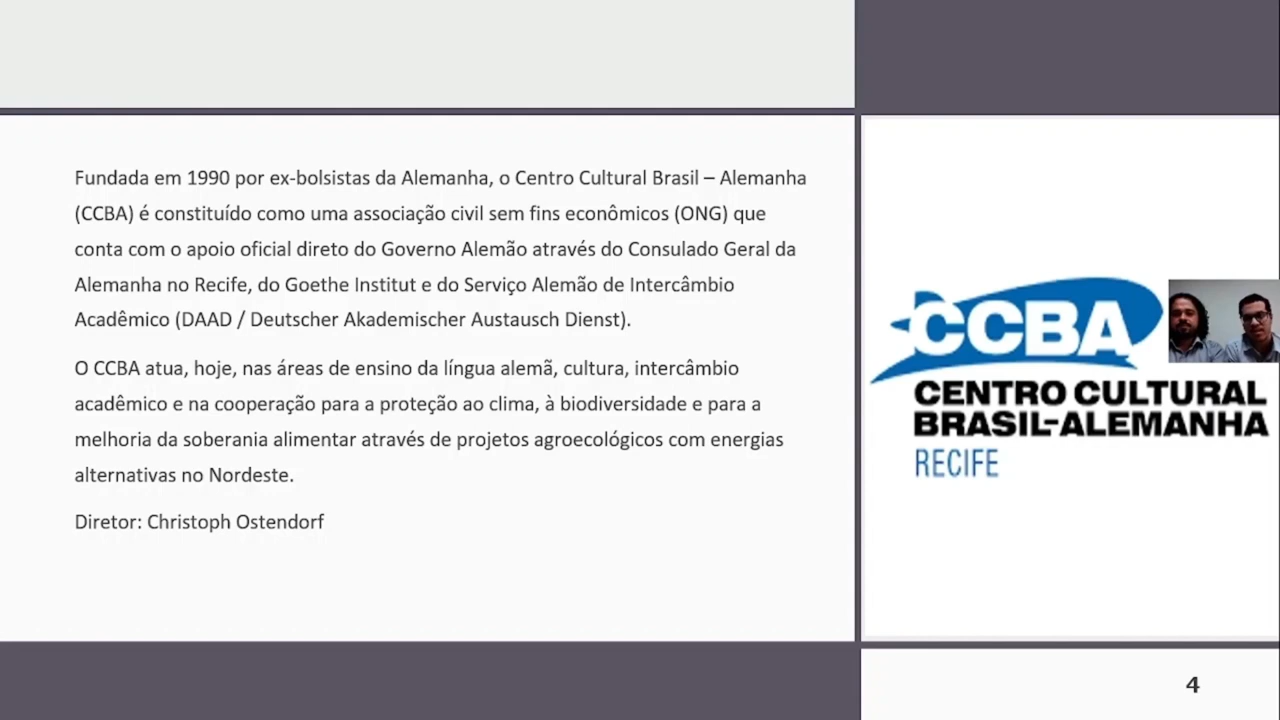 Fundada em 1990 por ex-bolsistas da Alemanha, o Centro Cultural Brasil – Alemanha
(CCBA) é constituído como uma associação civil sem fins econômicos (ONG) que
conta com o apoio oficial direto do Governo Alemão através do Consulado Geral da
Alemanha no Recife, do Goethe Institut e do Serviço Alemão de Intercâmbio
Acadêmico (DAAD / Deutscher Akademischer Austausch Dienst).
O CCBA atua, hoje, nas áreas de ensino da língua alemã, cultura, intercâmbio
acadêmico e na cooperação para a proteção ao clima, à biodiversidade e para a
melhoria da soberania alimentar através de projetos agroecológicos com energias
alternativas no Nordeste.
Diretor: Christoph Ostendorf
CCBA
CENTRO CULTURAL
BRASIL-ALEMANHA
RECIFE
4